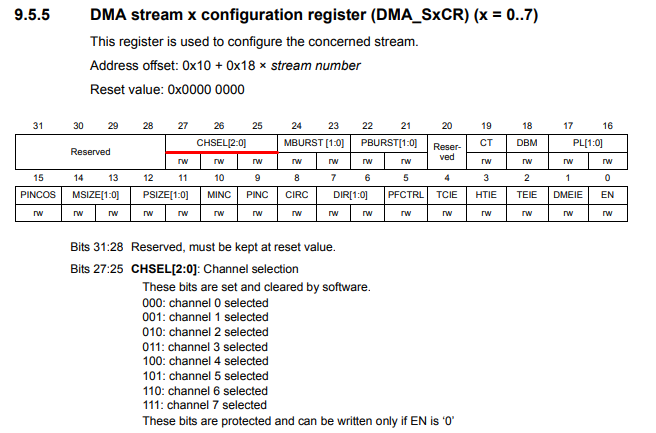 9.5.5 DMA stream x configuration register (DMA_SxCR) (x = 0..7)
This register is used to configure the concerned stream.
Address offset: 0x10 + 0x18 × stream number
Reset value: 0x0000 0000
31 30 29 28 27 26 25 24 23 22 21 20 19 18 17 16
Reserved CHSEL[2:0] MBURST [1:0] PBURST[1:0] Reser-
ved CT DBM PL[1:0]
rw rw rw rw rw rw rw rw rw rw rw
15 14 13 12 11 10 9 8 7 6 5 4 3 2 1 0
PINCOS MSIZE[1:0] PSIZE[1:0] MINC PINC CIRC DIR[1:0] PFCTRL TCIE HTIE TEIE DMEIE EN
rw rw rw rw rw rw rw rw rw rw rw rw rw rw rw rw
Bits 31:28 Reserved, must be kept at reset value.
Bits 27:25 CHSEL[2:0]: Channel selection
These bits are set and cleared by software.
000: channel 0 selected
001: channel 1 selected
010: channel 2 selected
011: channel 3 selected
100: channel 4 selected
101: channel 5 selected
110: channel 6 selected
111: channel 7 selected
These bits are protected and can be written only if EN is ‘0’